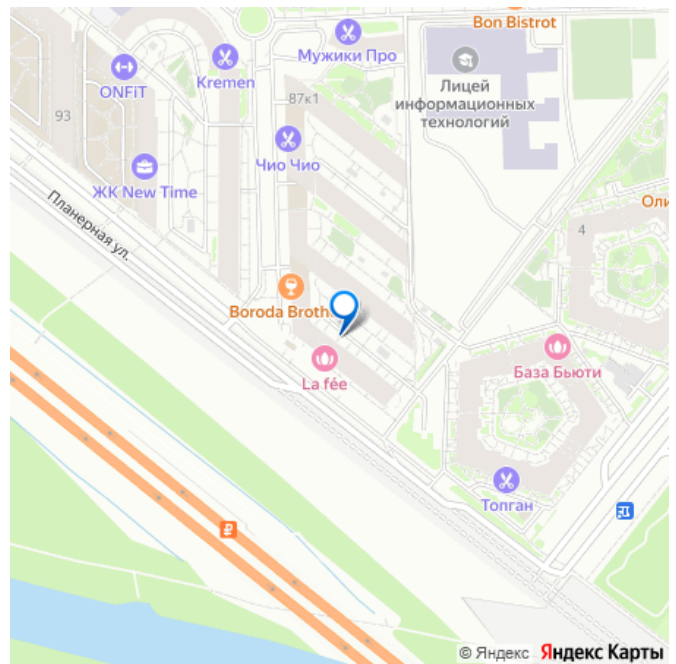 Bon Bistrot
Мужики Про
Kremen
ONFiT
Лицей
информационных
технологий
87к1
93
Чио Чио
ЖК New Time
Оли
Планерная ул.
4
Boroda Broth
База Бьюти
La fée
Топган
© Яндекс Яндекс Карты